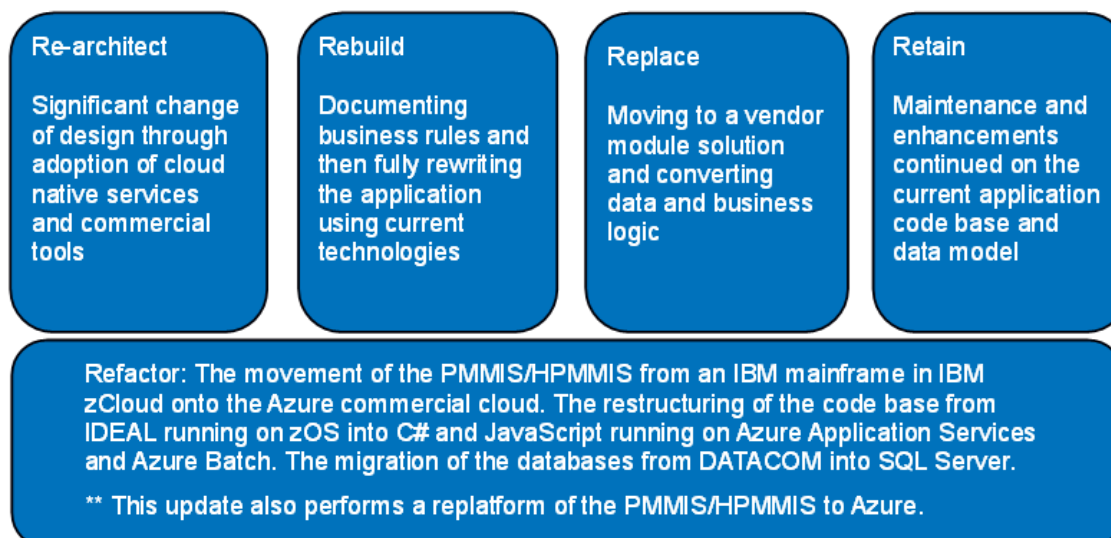 Re-architect
Significant change
of design through
adoption of cloud
native services
and commercial
tools
Rebuild
Documenting
business rules and
then fully rewriting
the application
using current
technologies
Replace
Moving to a vendor
module solution
and converting
data and business
logic
Retain
Maintenance and
enhancements
continued on the
current application
code base and
data model
Refactor: The movement of the PMMIS/HPMMIS from an IBM mainframe in IBM
zCloud onto the Azure commercial cloud. The restructuring of the code base from
IDEAL running on zOS into C# and JavaScript running on Azure Application Services
and Azure Batch. The migration of the databases from DATACOM into SQL Server.
** This update also performs a replatform of the PMMIS/HPMMIS to Azure.